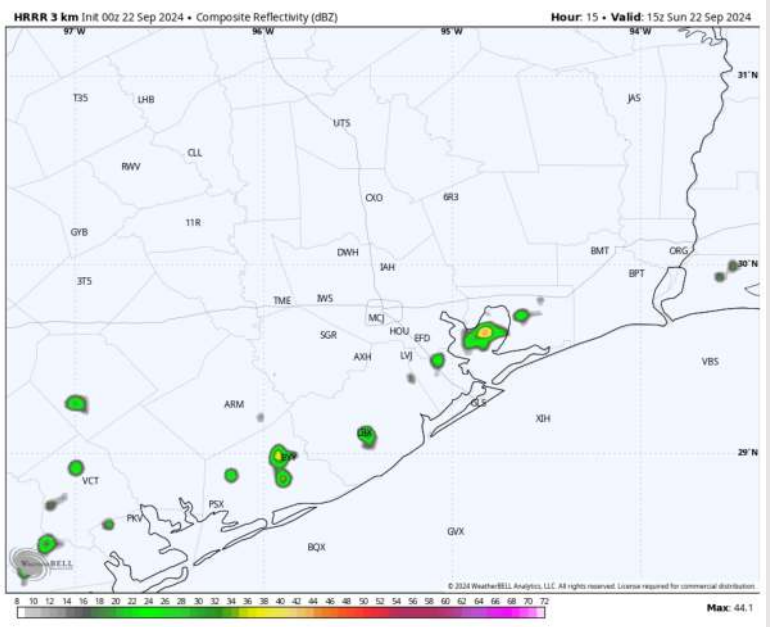 HRRR 3 km Init 00z 22 Sep 2024 • Composite Reflectivity (dBZ) Hour: 15 • Valid: 15z Sun 22 Sep 2024
97°W 96°W 95°W 94°W
31°N
T35 LHB JAS
UTS
CLL
RWV
OXO 6R3
11R
GYB
DWH BMT ORG
IAH 30°N
BPT
3T5
TME IWS
MCJ
HOU
SGR EFD
AXH LVJ
VBS
ARM GLS
XIH
LBX
BYY 29°N
VCT
PSX
PKV
GVX
BQX
WEATHERBELL
© 2024 WeatherBELL Analytics, LLC. All rights reserved. License required for commercial distribution.
8 10 12 14 16 18 20 22 24 26 28 30 32 34 36 38 40 42 44 46 48 50 52 54 56 58 60 62 64 66 68 70 72
Max: 44.1